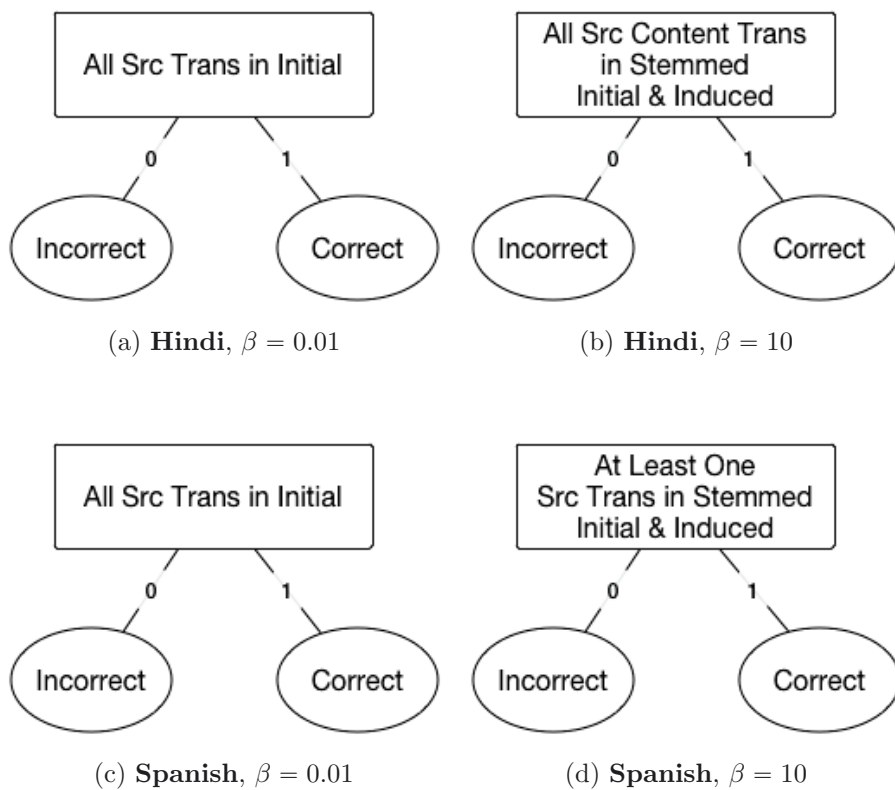 All Src Trans in Initial
0
1
Incorrect
Correct
(a) Hindi, β = 0.01
All Src Content Trans
in Stemmed
Initial & Induced
0
1
Incorrect
Correct
(b) Hindi, β = 10
All Src Trans in Initial
0
1
Incorrect
Correct
(c) Spanish, β = 0.01
At Least One
Src Trans in Stemmed
Initial & Induced
0
1
Incorrect
Correct
(d) Spanish, β = 10